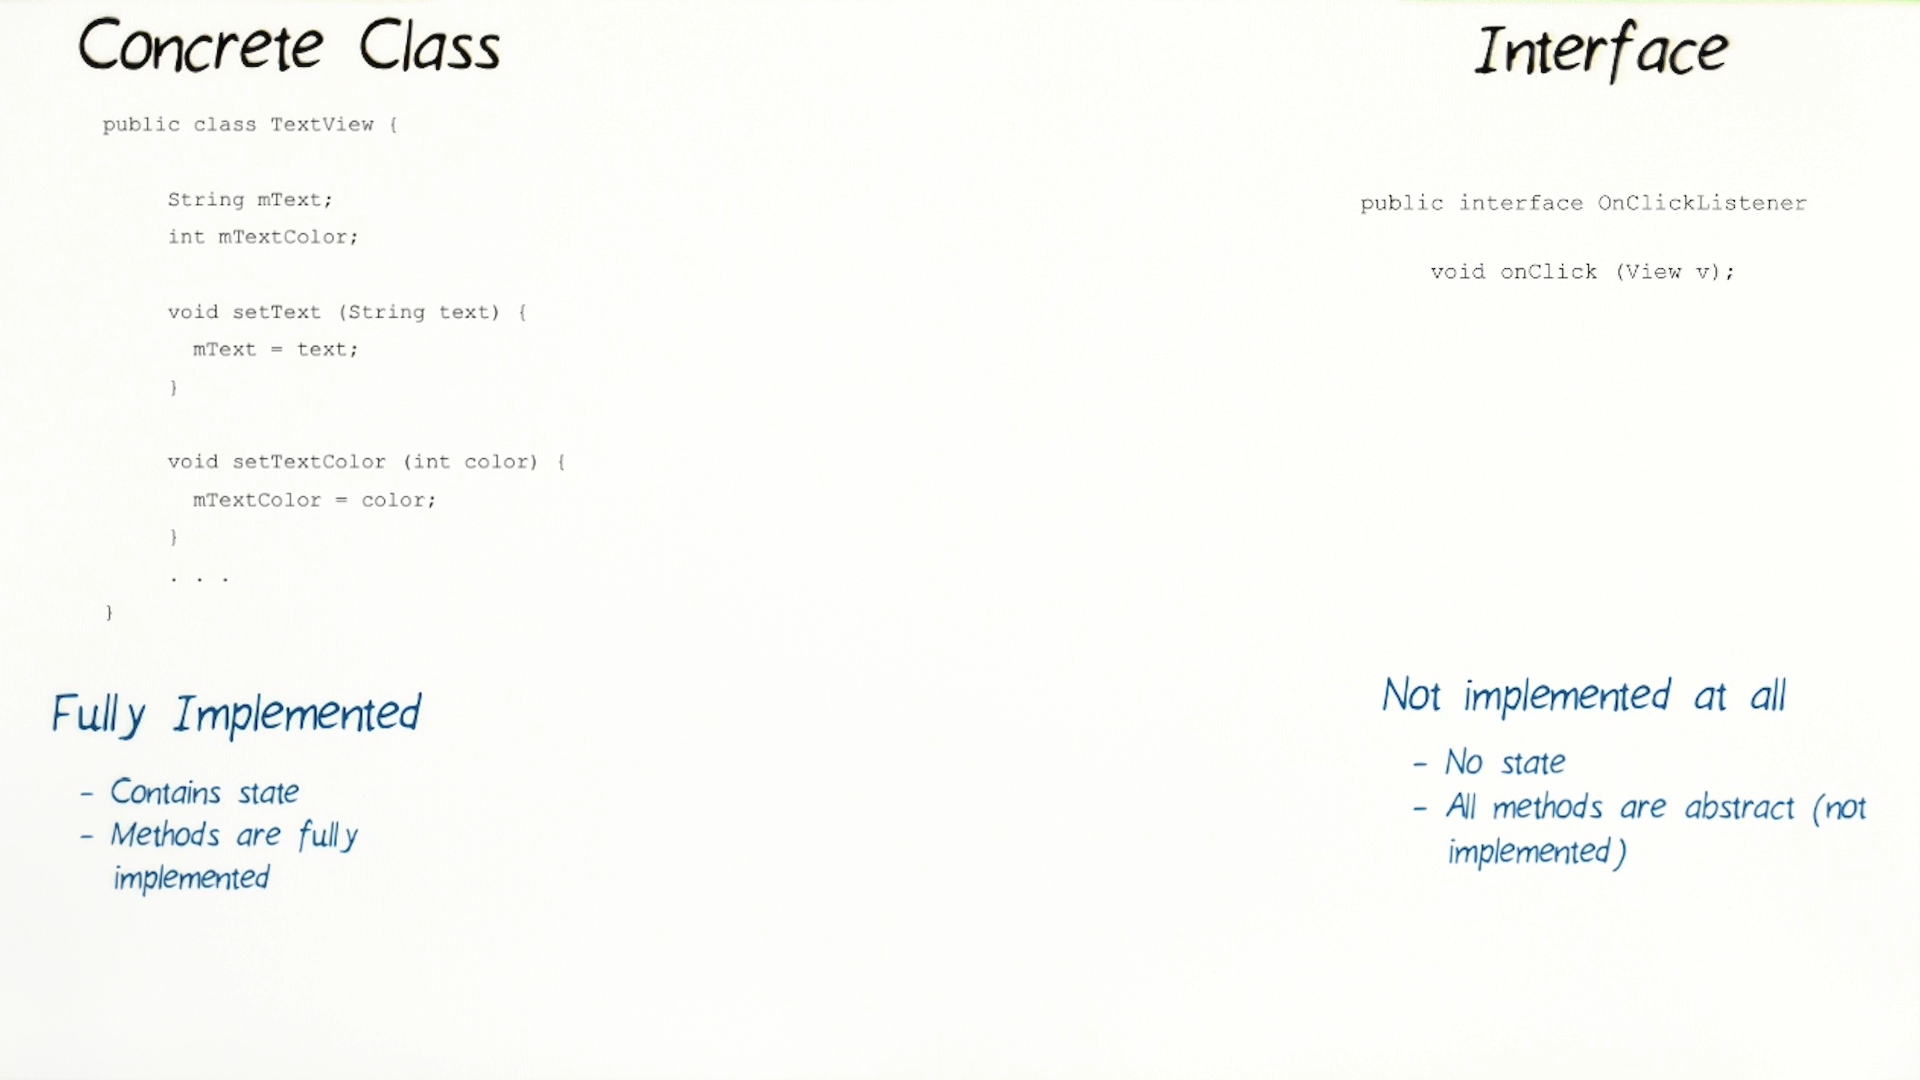 Concrete Class
public class TextView {
String mText;
int mTextColor;
void setText (String text) {
mText = text;
}
void setTextColor (int color) {
mTextColor = color;
}
. . .
}
Fully Implemented
- Contains state
- Methods are fully
implemented
Interface
public interface OnClickListener
void onClick (View v);
Not implemented at all
- No state
- All methods are abstract (not
implemented)